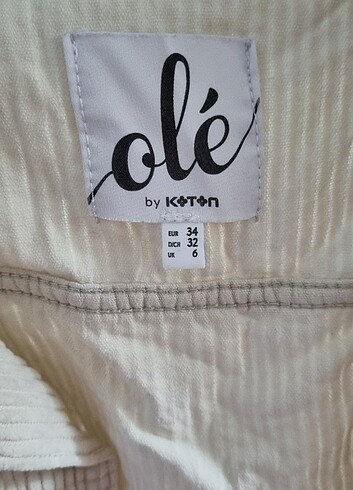 olé
by KOTON
EUR 34
D/CH 32
UK 6